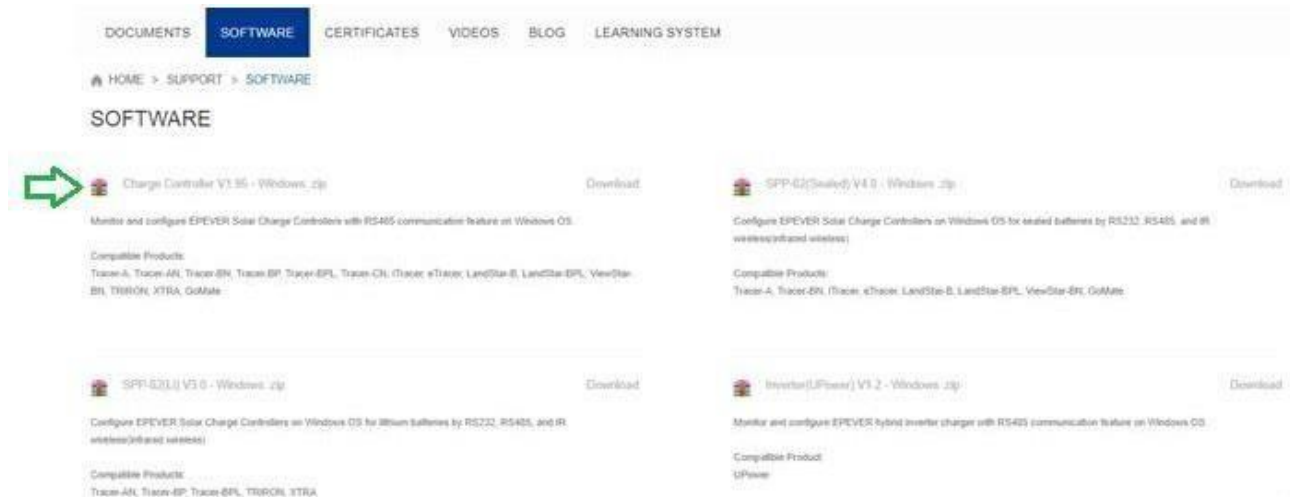 DOCUMENTS SOFTWARE CERTIFICATES VIDEOS BLOG LEARNING SYSTEM
HOME > SUPPORT > SOFTWARE
SOFTWARE
Charge Controller V1.95 - Windows .zip Download
Monitor and configure EPEVER Solar Charge Controllers with RS485 communication feature on Windows OS.
Compatible Products:
Tracer-A, Tracer-AN, Tracer-BN, Tracer-BP, Tracer-BPL, Tracer-CN, iTracer, eTracer, LandStar-B, LandStar-BPL, ViewStar-
BN, TRIRON, XTRA, GoMate
SPP-02(Sealed) V4.0 - Windows .zip Download
Configure EPEVER Solar Charge Controllers on Windows OS for sealed batteries by RS232, RS485, and IR
wireless(infrared wireless)
Compatible Products:
Tracer-A, Tracer-BN, iTracer, eTracer, LandStar-B, LandStar-BPL, ViewStar-BN, GoMate
SPP-02(Li) V3.0 - Windows .zip Download
Configure EPEVER Solar Charge Controllers on Windows OS for lithium batteries by RS232, RS485, and IR
wireless(infrared wireless)
Compatible Products:
Tracer-AN, Tracer-BP, Tracer-BPL, TRIRON, XTRA
Inverter(UPower) V1.2 - Windows .zip Download
Monitor and configure EPEVER hybrid inverter charger with RS485 communication feature on Windows OS.
Compatible Product:
UPower